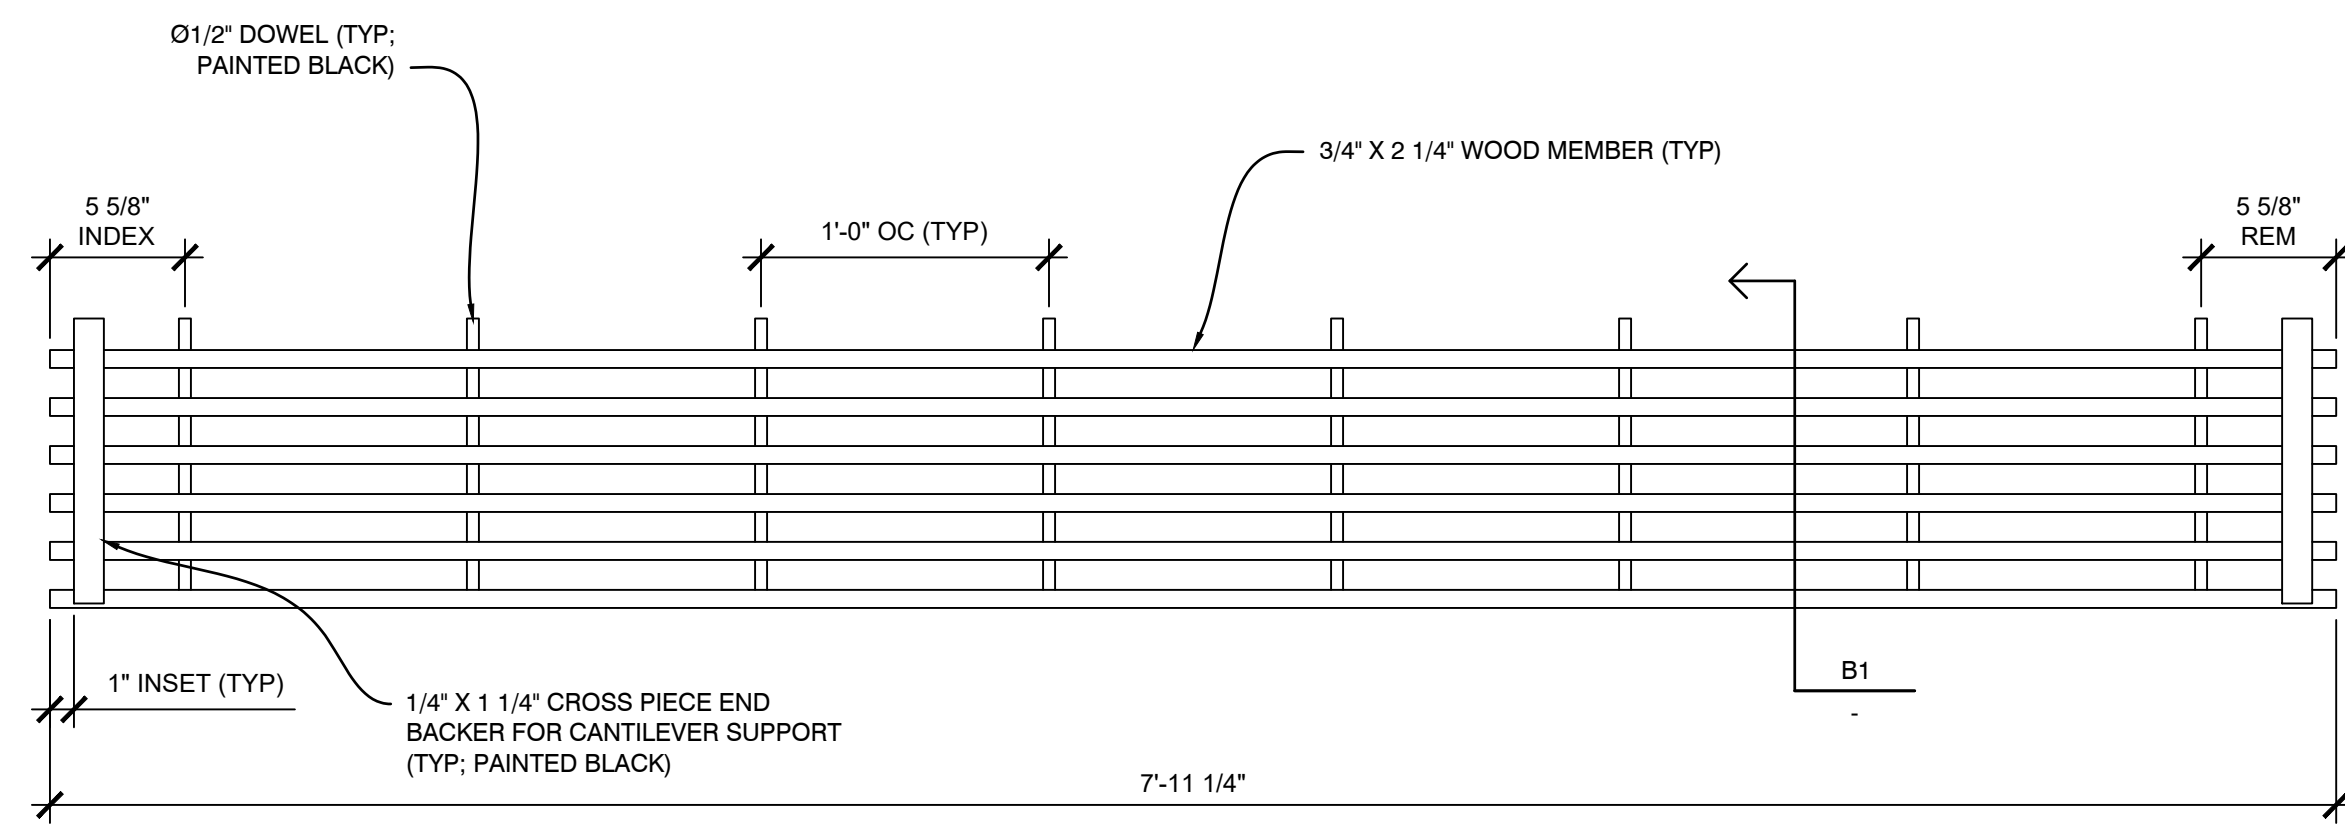 Ø1/2" DOWEL (TYP;
PAINTED BLACK)
3/4" X 2 1/4" WOOD MEMBER (TYP)
5 5/8"
INDEX
1'-0" OC (TYP)
5 5/8"
REM
1" INSET (TYP)
1/4" X 1 1/4" CROSS PIECE END
BACKER FOR CANTILEVER SUPPORT
(TYP; PAINTED BLACK)
B1
-
7'-11 1/4"